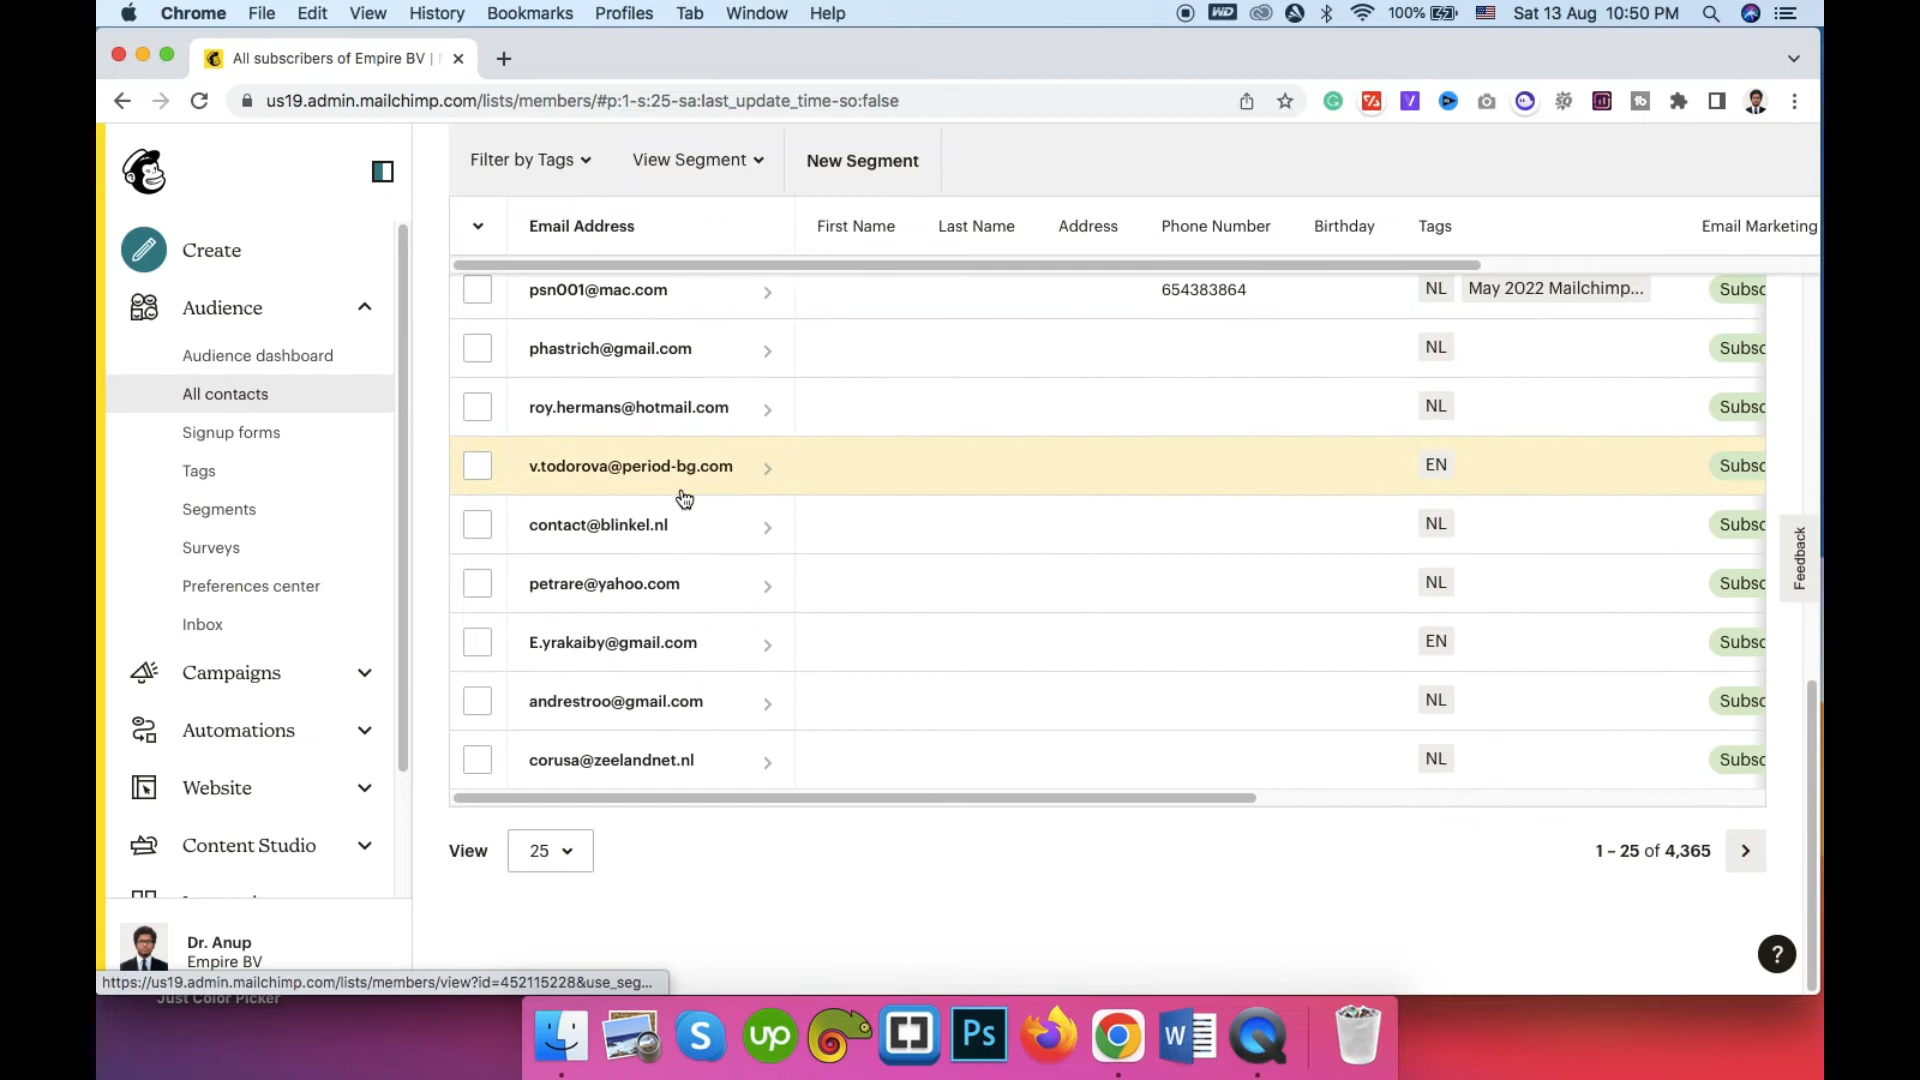 Chrome File Edit View History Bookmarks Profiles Tab Window Help WD 100% Sat 13 Aug 10:50 PM
All subscribers of Empire BV |
us19.admin.mailchimp.com/lists/members/#p:1-s:25-sa:last_update_time-so:false
Filter by Tags View Segment New Segment
Email Address First Name Last Name Address Phone Number Birthday Tags Email Marketing
psn001@mac.com 654383864 NL May 2022 Mailchimp... Subsc
phastrich@gmail.com NL Subsc
roy.hermans@hotmail.com NL Subsc
v.todorova@period-bg.com EN Subsc
contact@blinkel.nl NL Subsc
petrare@yahoo.com NL Subsc
E.yrakaiby@gmail.com EN Subsc
andrestroo@gmail.com NL Subsc
corusa@zeelandnet.nl NL Subsc
View 25 1 – 25 of 4,365
Create
Audience
Audience dashboard
All contacts
Signup forms
Tags
Segments
Surveys
Preferences center
Inbox
Campaigns
Automations
Website
Content Studio
Dr. Anup
Empire BV
Feedback
?
https://us19.admin.mailchimp.com/lists/members/view?id=452115228&use_seg...
Just Color Picker
S
up
Ps
W